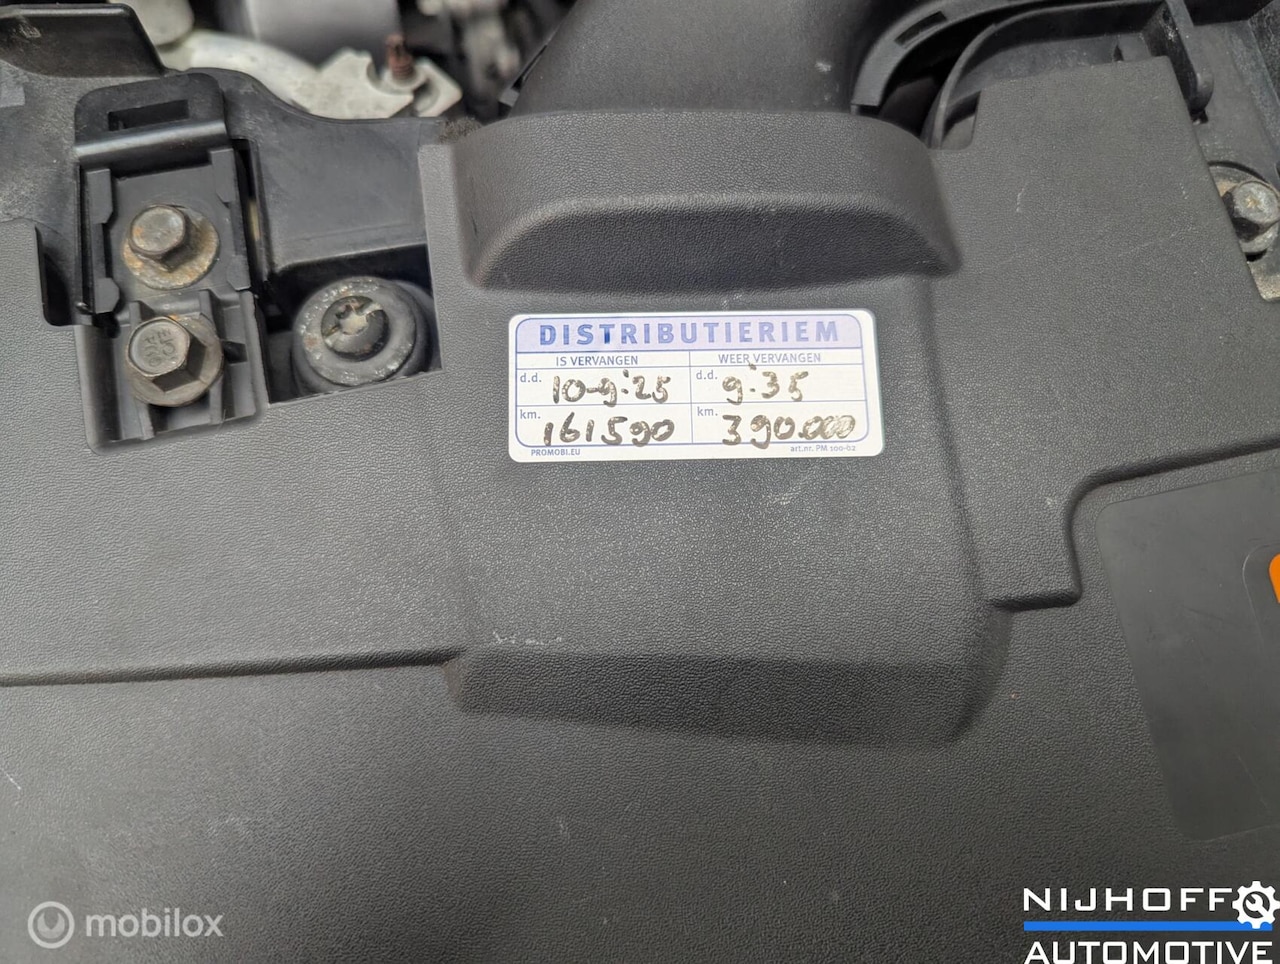 DISTRIBUTIERIEM
IS VERVANGEN WEER VERVANGEN
d.d. 10-9-'25 d.d. 9-'35
km. 161590 km. 390.000
PROMOBI.EU art.nr. PM 100-62
mobilox
NIJHOFF
AUTOMOTIVE